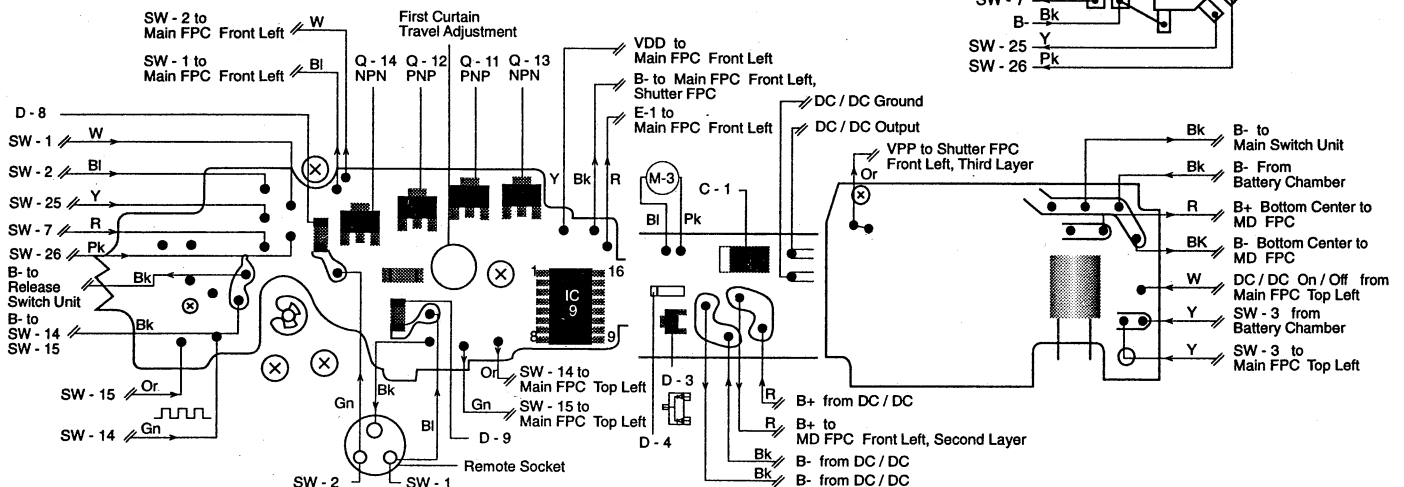 SW - 2 to
Main FPC Front Left
W
SW - 1 to
Main FPC Front Left
Bl
First Curtain
Travel Adjustment
Q - 14
NPN
Q - 12
PNP
Q - 11
PNP
Q - 13
NPN
VDD to
Main FPC Front Left
B- to Main FPC Front Left,
Shutter FPC
E-1 to
Main FPC Front Left
DC / DC Ground
DC / DC Output
VPP to Shutter FPC
Front Left, Third Layer
Or
B-
Bk
SW - 25
Y
SW - 26
Pk
D - 8
SW - 1
W
SW - 2
Bl
SW - 25
Y
SW - 7
R
SW - 26
Pk
B- to
Release
Switch Unit
Bk
B- to
SW - 14
SW - 15
Bk
SW - 15
Or
SW - 14
Gn
Y
Bk
R
1
16
IC
9
8
9
M-3
Bl
Pk
C - 1
Or
SW - 14 to
Main FPC Top Left
Gn
SW - 15 to
Main FPC Top Left
Gn
Bk
Bl
D - 9
Remote Socket
SW - 2
SW - 1
D - 3
D - 4
R
B+ from DC / DC
R
B+ to
MD FPC Front Left, Second Layer
Bk
B- from DC / DC
Bk
B- from DC / DC
Bk
B- to
Main Switch Unit
Bk
B- From
Battery Chamber
R
B+ Bottom Center to
MD FPC
BK
B- Bottom Center to
MD FPC
W
DC / DC On / Off from
Main FPC Top Left
Y
SW - 3 from
Battery Chamber
Y
SW - 3 to
Main FPC Top Left